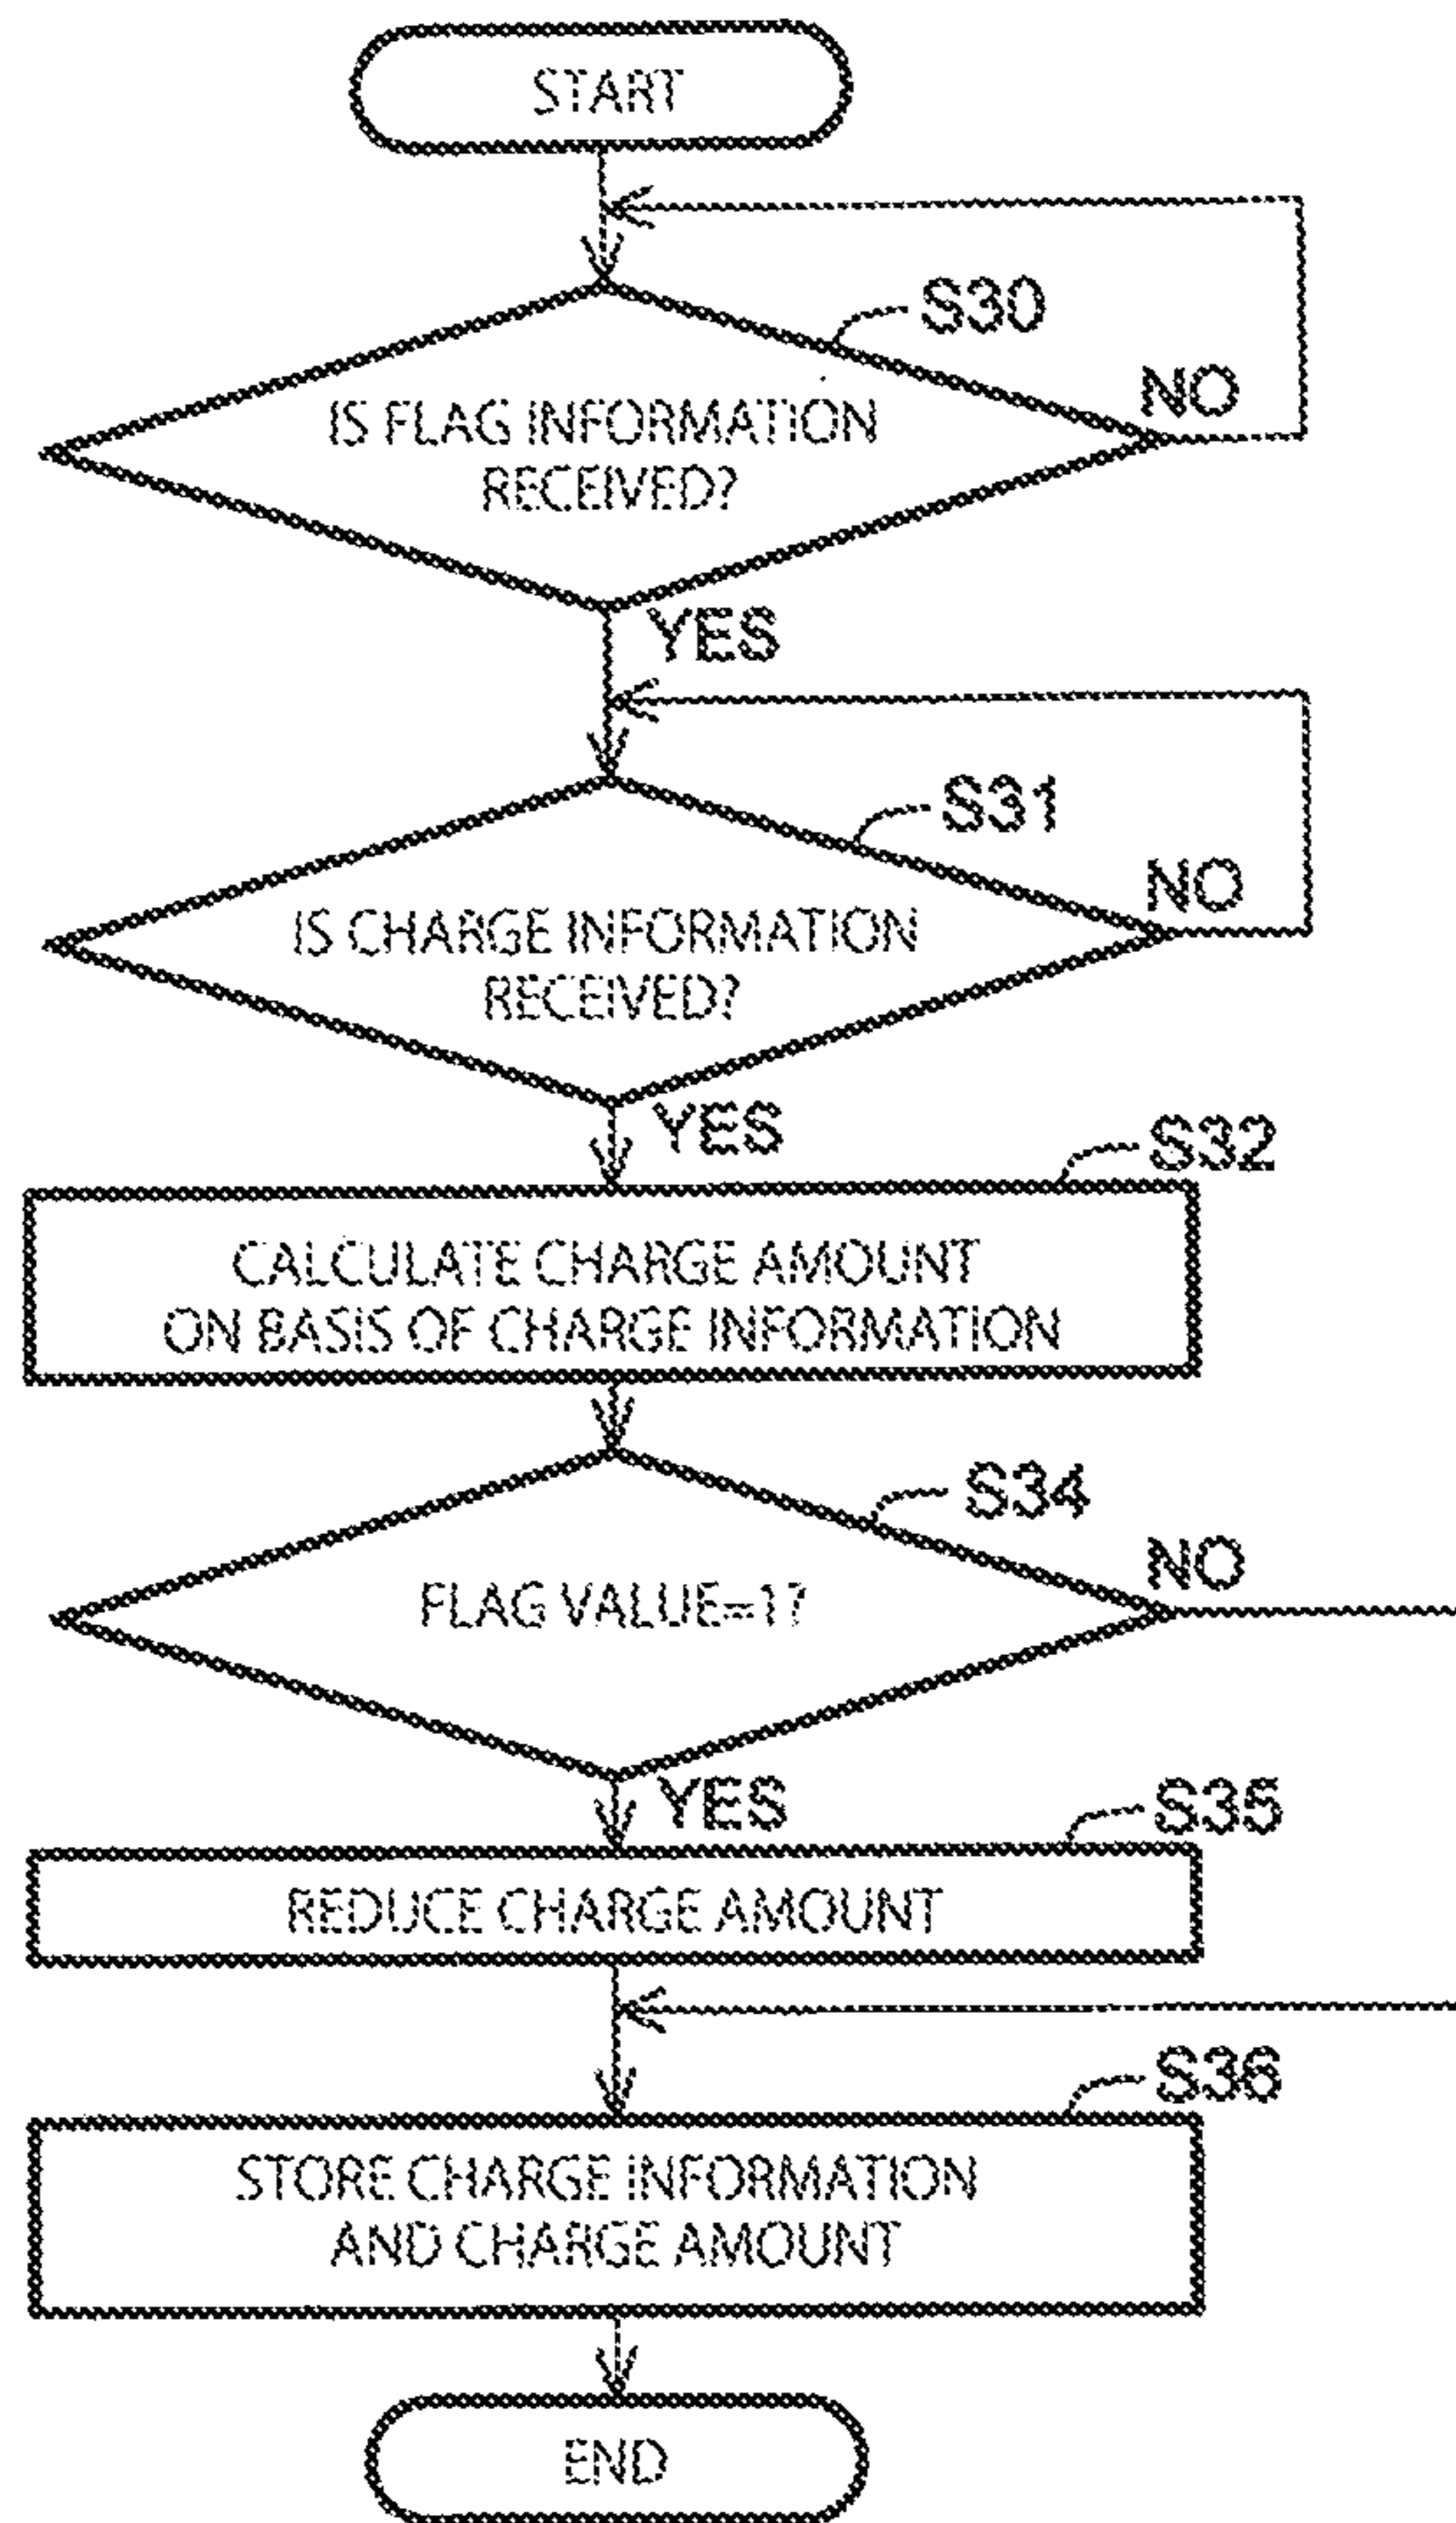 START
S30
IS FLAG INFORMATION
RECEIVED?
NO
YES
S31
IS CHARGE INFORMATION
RECEIVED?
NO
YES
S32
CALCULATE CHARGE AMOUNT
ON BASIS OF CHARGE INFORMATION
S34
FLAG VALUE=1?
NO
YES
S35
REDUCE CHARGE AMOUNT
S36
STORE CHARGE INFORMATION
AND CHARGE AMOUNT
END